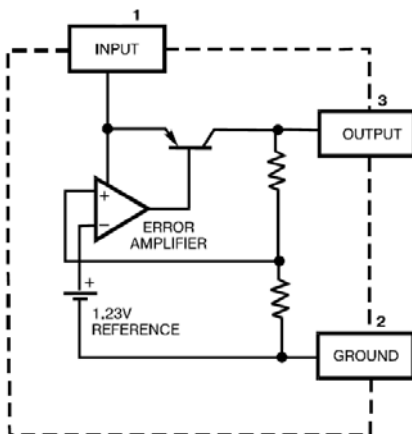 1
INPUT
3
OUTPUT
+
−
ERROR
AMPLIFIER
+
1.23V
REFERENCE
2
GROUND